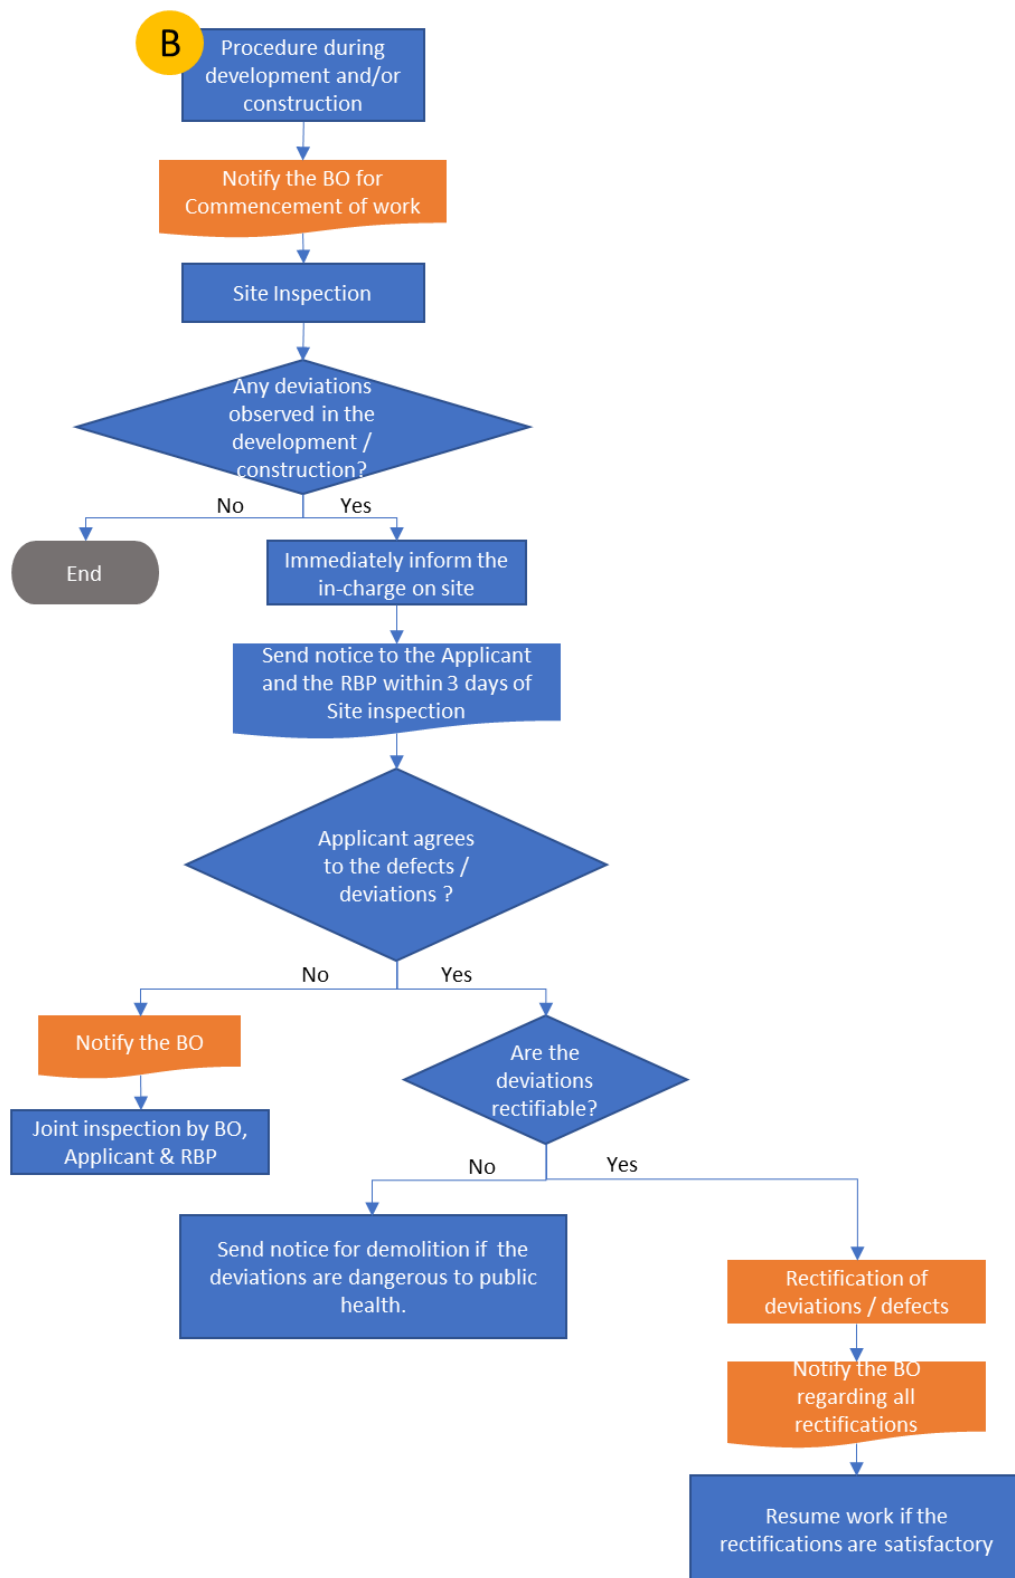 B
Procedure during
development and/or
construction
Notify the BO for
Commencement of work
Site Inspection
Any deviations
observed in the
development /
construction?
No
Yes
End
Immediately inform the
in-charge on site
Send notice to the Applicant
and the RBP within 3 days of
Site inspection
Applicant agrees
to the defects /
deviations ?
No
Yes
Notify the BO
Joint inspection by BO,
Applicant & RBP
Are the
deviations
rectifiable?
No
Yes
Send notice for demolition if the
deviations are dangerous to public
health.
Rectification of
deviations / defects
Notify the BO
regarding all
rectifications
Resume work if the
rectifications are satisfactory